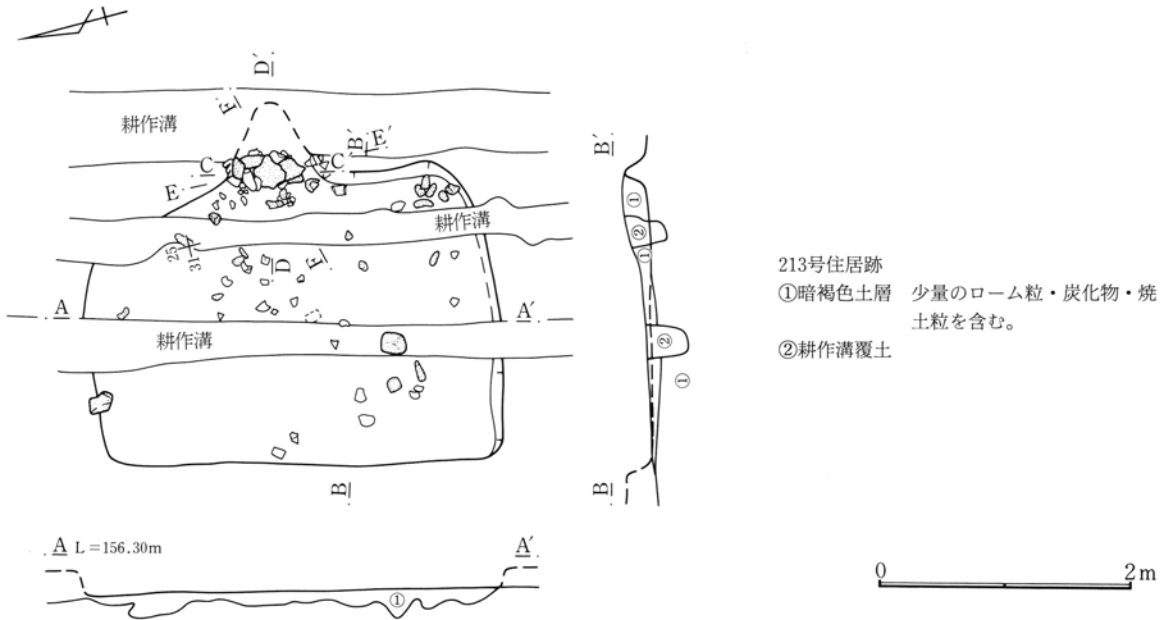 耕作溝
D´
E´
B´
E´
C
C´
E
耕作溝
25
31
D
E
A
A´
耕作溝
B
B´
①
②
①
②
①
B
213号住居跡
①暗褐色土層 少量のローム粒・炭化物・焼
土粒を含む。
②耕作溝覆土
A L=156.30m
A´
①
0
2m